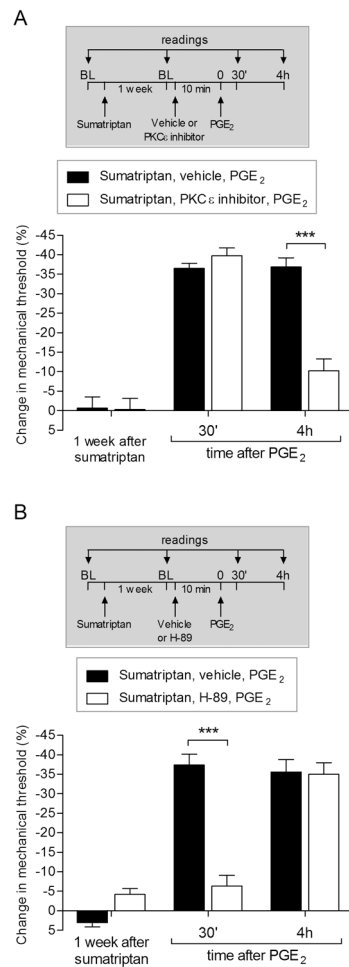 A
readings
BL BL 0 30' 4h
1 week 10 min
Sumatriptan Vehicle or PGE2
PKCε inhibitor
Sumatriptan, vehicle, PGE2
Sumatriptan, PKCε inhibitor, PGE2
Change in mechanical threshold (%)
-45
-40
-35
-30
-25
-20
-15
-10
-5
0
5
***
1 week after
sumatriptan
30' 4h
time after PGE2
B
readings
BL BL 0 30' 4h
1 week 10 min
Sumatriptan Vehicle PGE2
or H-89
Sumatriptan, vehicle, PGE2
Sumatriptan, H-89, PGE2
Change in mechanical threshold (%)
-45
-40
-35
-30
-25
-20
-15
-10
-5
0
5
***
1 week after
sumatriptan
30' 4h
time after PGE2